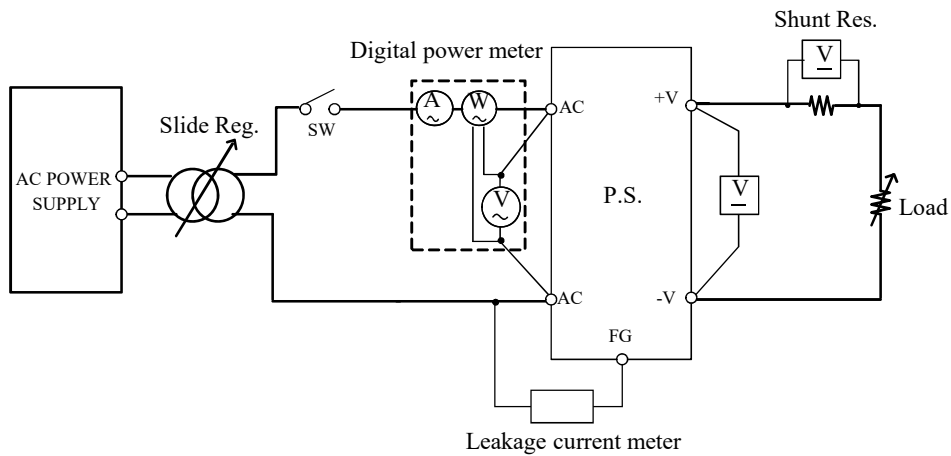 Shunt Res.
V
Digital power meter
A
W
AC
+V
SW
Slide Reg.
AC POWER
SUPPLY
V
P.S.
V
Load
AC
-V
FG
Leakage current meter